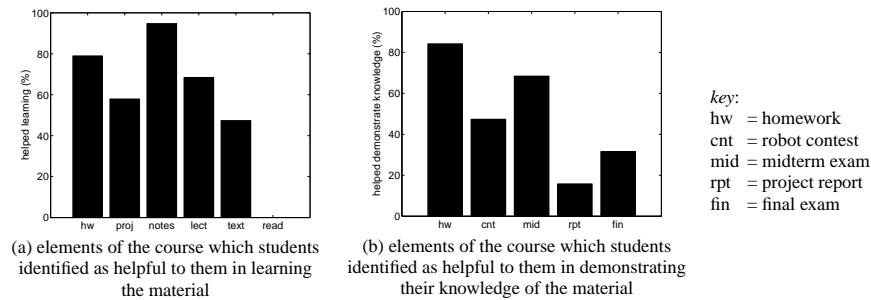 100
80
60
40
20
0
helped learning (%)
hw proj notes lect text read
(a) elements of the course which students
identified as helpful to them in learning
the material
100
80
60
40
20
0
helped demonstrate knowledge (%)
hw cnt mid rpt fin
(b) elements of the course which students
identified as helpful to them in demonstrating
their knowledge of the material
key:
hw = homework
cnt = robot contest
mid = midterm exam
rpt = project report
fin = final exam